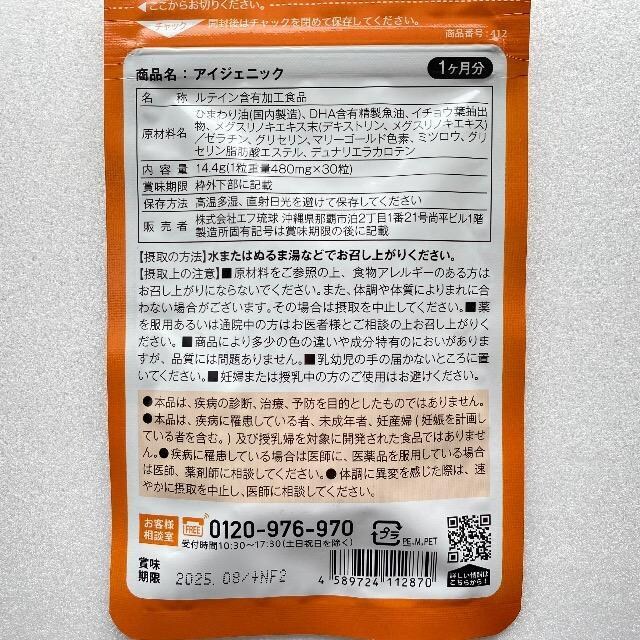 ここからお切りください。
チャック
開封後はチャックを閉めて保存してください。
商品番号:412
商品名：アイジェニック
1ヶ月分
名 称 ルテイン含有加工食品
原材料名 ひまわり油(国内製造)、DHA含有精製魚油、イチョウ葉抽出
物、メグスリノキエキス末(デキストリン、メグスリノキエキス)
／ゼラチン、グリセリン、マリーゴールド色素、ミツロウ、グリ
セリン脂肪酸エステル、デュナリエラカロテン
内 容 量 14.4g(1粒重量480mg×30粒)
賞味期限 枠外下部に記載
保存方法 高温多湿、直射日光を避けて保存してください
販 売 者 株式会社エフ琉球 沖縄県那覇市泊2丁目1番21号尚平ビル1階
製造所固有記号は賞味期限の後に記載
【摂取の方法】水またはぬるま湯などでお召し上がりください。
【摂取上の注意】■原材料をご参照の上、食物アレルギーのある方は
お召し上がりにならないでください。また、体調や体質によりまれに合
わない場合がございます。その場合は摂取を中止してください。■薬
を服用あるいは通院中の方はお医者様とご相談の上お召し上がりく
ださい。■商品により多少の色の違いや成分特有のにおいがありま
すが、品質には問題ありません。■乳幼児の手の届かないところに置
いてください。■妊婦または授乳中の方のご使用はお避けください。
●本品は、疾病の診断、治療、予防を目的としたものではありません。
●本品は、疾病に罹患している者、未成年者、妊産婦(妊娠を計画し
ている者を含む。)及び授乳婦を対象に開発された食品ではありませ
ん。●疾病に罹患している場合は医師に、医薬品を服用している場合
は医師、薬剤師に相談してください。●体調に異変を感じた際は、速
やかに摂取を中止し、医師に相談してください。
お客様
相談室
FREE
0120-976-970
受付時間10:30～17:30(土日祝日を除く)
プラ
PE,M,PET
賞味
期限
2025.08/+NF2
4 589724 112870
詳しい情報は
こちらから！